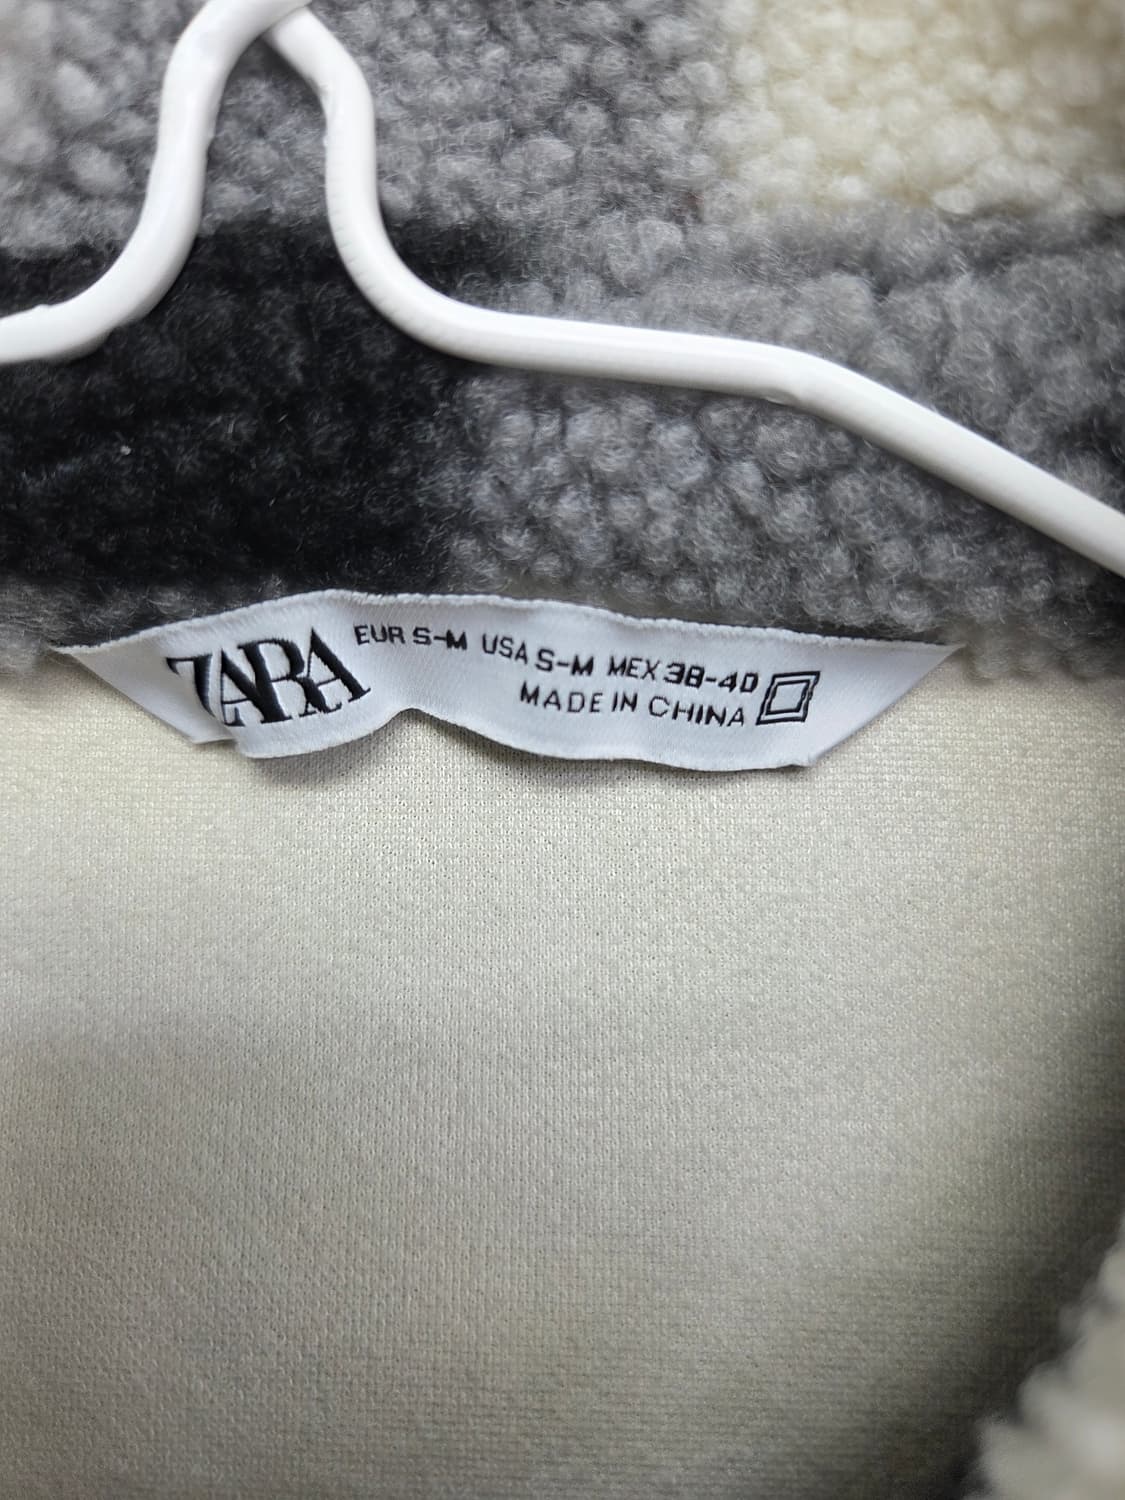 ZARA EUR S-M USA S-M MEX 38-40
MADE IN CHINA